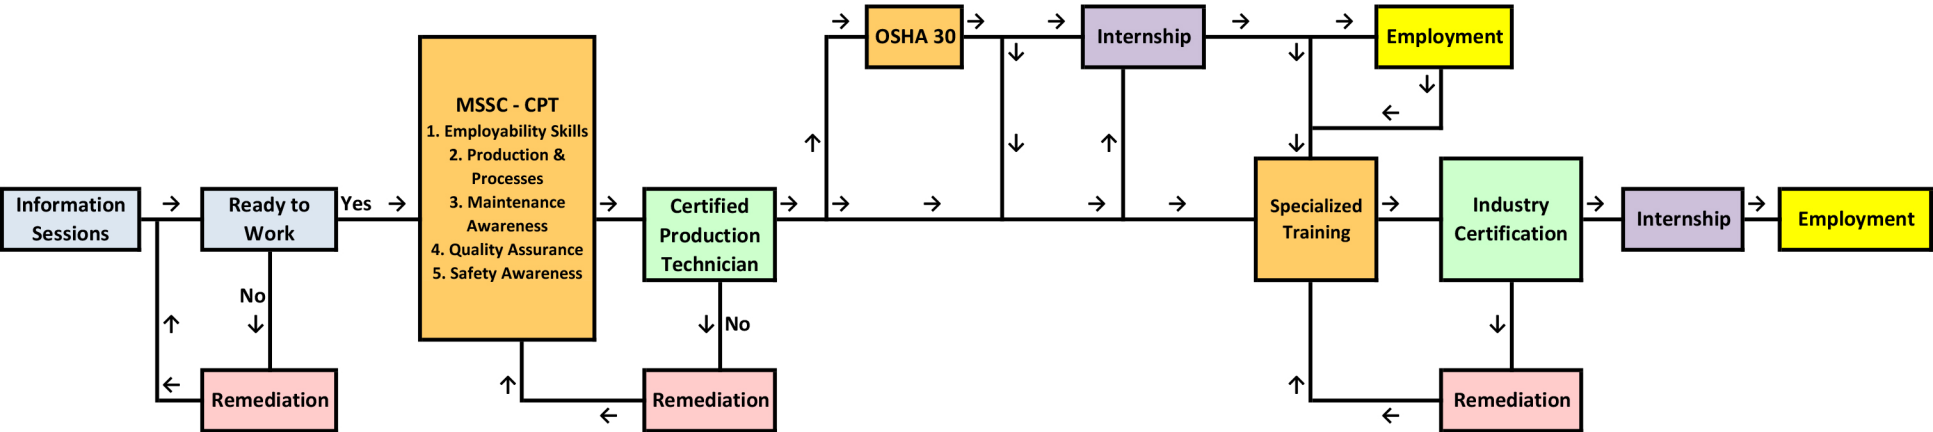 OSHA 30
Internship
Employment
MSSC - CPT
1. Employability Skills
2. Production &
Processes
3. Maintenance
Awareness
4. Quality Assurance
5. Safety Awareness
Information
Sessions
Ready to
Work
Yes
Certified
Production
Technician
Specialized
Training
Industry
Certification
Internship
Employment
No
No
Remediation
Remediation
Remediation